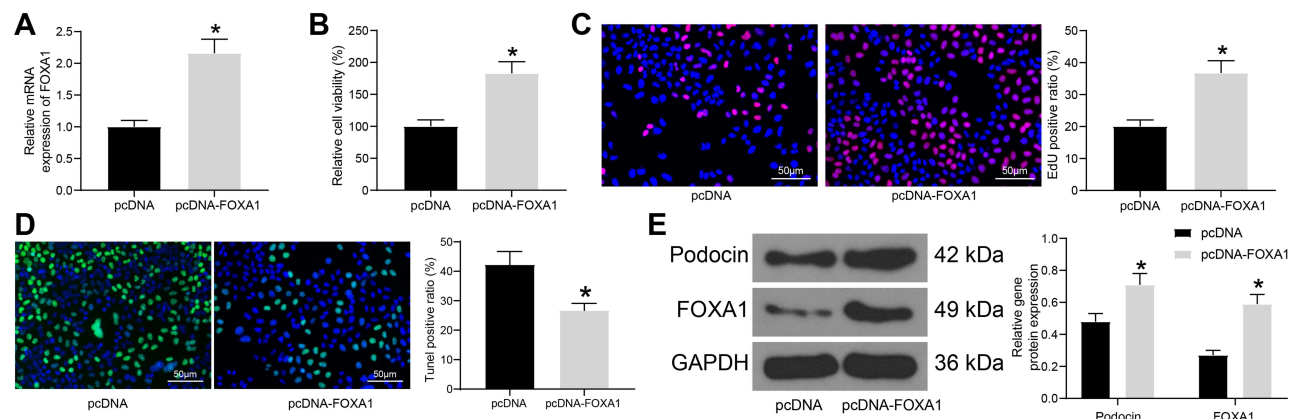 A
Relative mRNA
expression of FOXA1
2.5
2.0
1.5
1.0
0.5
0.0
*
pcDNA
pcDNA-FOXA1
B
Relative cell viability (%)
250
200
150
100
50
0
*
pcDNA
pcDNA-FOXA1
C
50μm
50μm
pcDNA
pcDNA-FOXA1
EdU positive ratio (%)
50
40
30
20
10
0
*
pcDNA
pcDNA-FOXA1
D
50μm
50μm
pcDNA
pcDNA-FOXA1
Tunel positive ratio (%)
50
40
30
20
10
0
*
pcDNA
pcDNA-FOXA1
E
Podocin
42 kDa
FOXA1
49 kDa
GAPDH
36 kDa
pcDNA
pcDNA-FOXA1
pcDNA
pcDNA-FOXA1
Relative gene
protein expression
1.0
0.8
0.6
0.4
0.2
0.0
*
*
Podocin
FOXA1